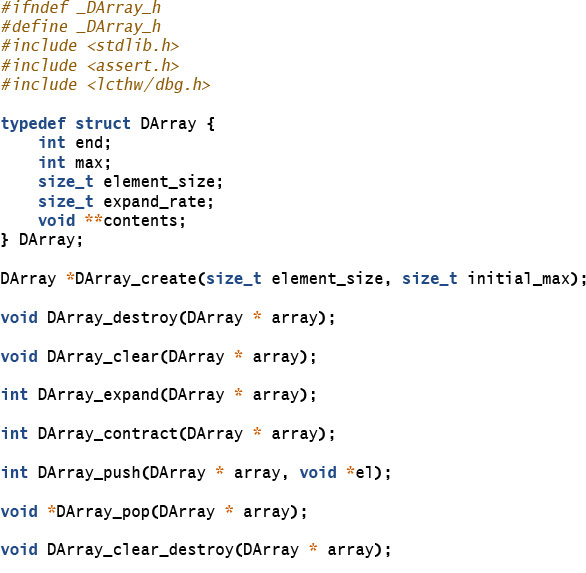 #ifndef _DArray_h
#define _DArray_h
#include <stdlib.h>
#include <assert.h>
#include <lcthw/dbg.h>

typedef struct DArray {
    int end;
    int max;
    size_t element_size;
    size_t expand_rate;
    void **contents;
} DArray;

DArray *DArray_create(size_t element_size, size_t initial_max);

void DArray_destroy(DArray * array);

void DArray_clear(DArray * array);

int DArray_expand(DArray * array);

int DArray_contract(DArray * array);

int DArray_push(DArray * array, void *el);

void *DArray_pop(DArray * array);

void DArray_clear_destroy(DArray * array);